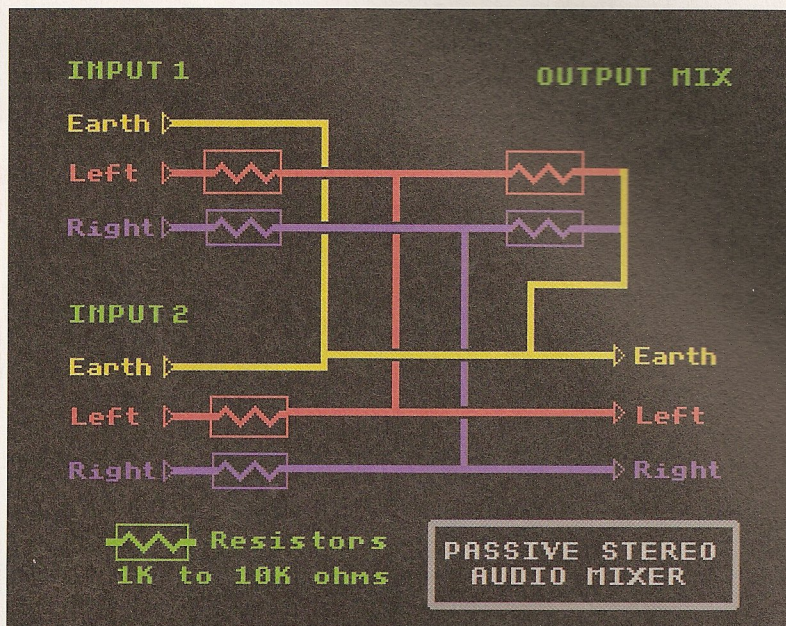 INPUT 1
OUTPUT MIX
Earth
Left
Right
INPUT 2
Earth
Earth
Left
Left
Right
Right
Resistors
1K to 10K ohms
PASSIVE STEREO
AUDIO MIXER